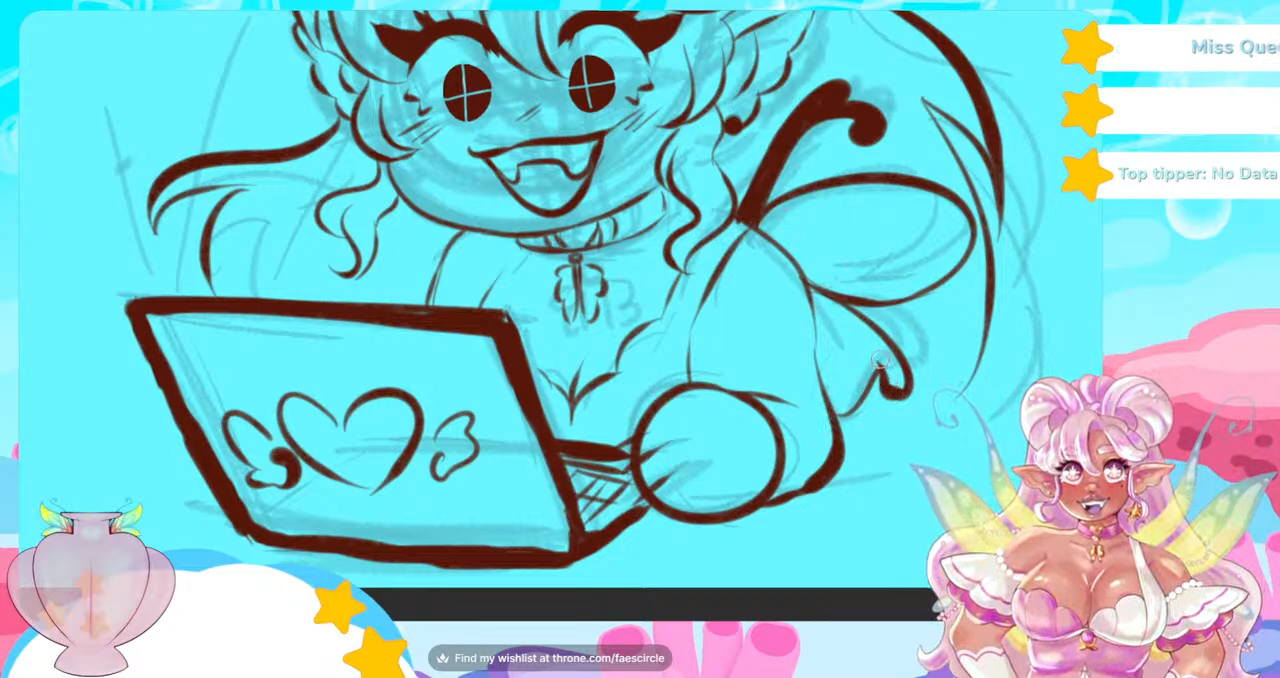 Miss Que
Top tipper: No Data
Find my wishlist at throne.com/faescircle